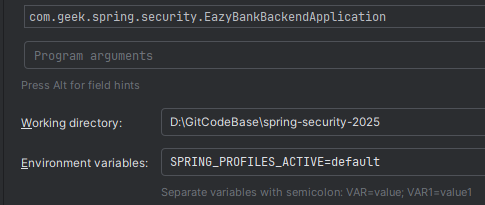 com.geek.spring.security.EazyBankBackendApplication
Program arguments
Press Alt for field hints
Working directory: D:\GitCodeBase\spring-security-2025
Environment variables: SPRING_PROFILES_ACTIVE=default
Separate variables with semicolon: VAR=value; VAR1=value1